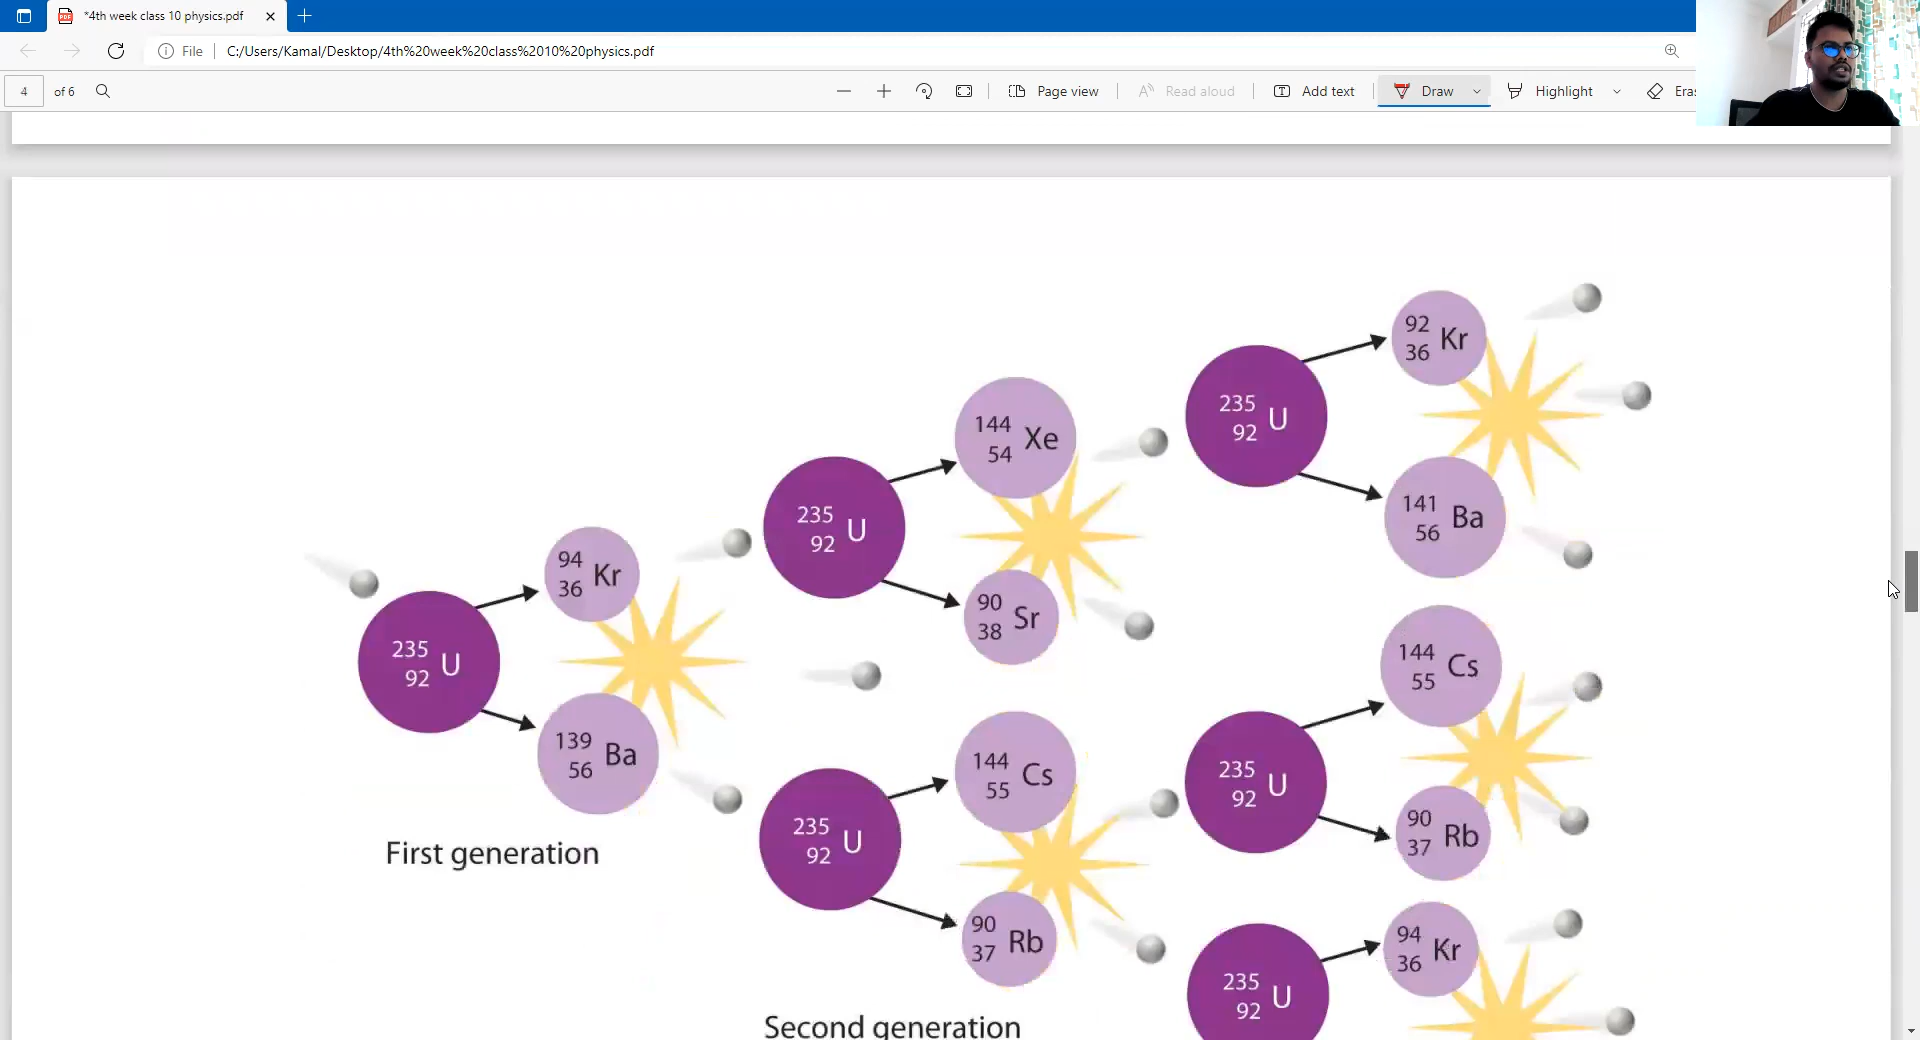 *4th week class 10 physics.pdf
File C:/Users/Kamal/Desktop/4th%20week%20class%2010%20physics.pdf
4 of 6 Page view Read aloud Add text Draw Highlight Eras
92
36 Kr
235
92 U
144
54 Xe
141
56 Ba
235
92 U
94
36 Kr
90
38 Sr
235
92 U
144
55 Cs
139
56 Ba
144
55 Cs
235
92 U
First generation
235
92 U
90
37 Rb
90
37 Rb
94
36 Kr
235
92 U
Second generation